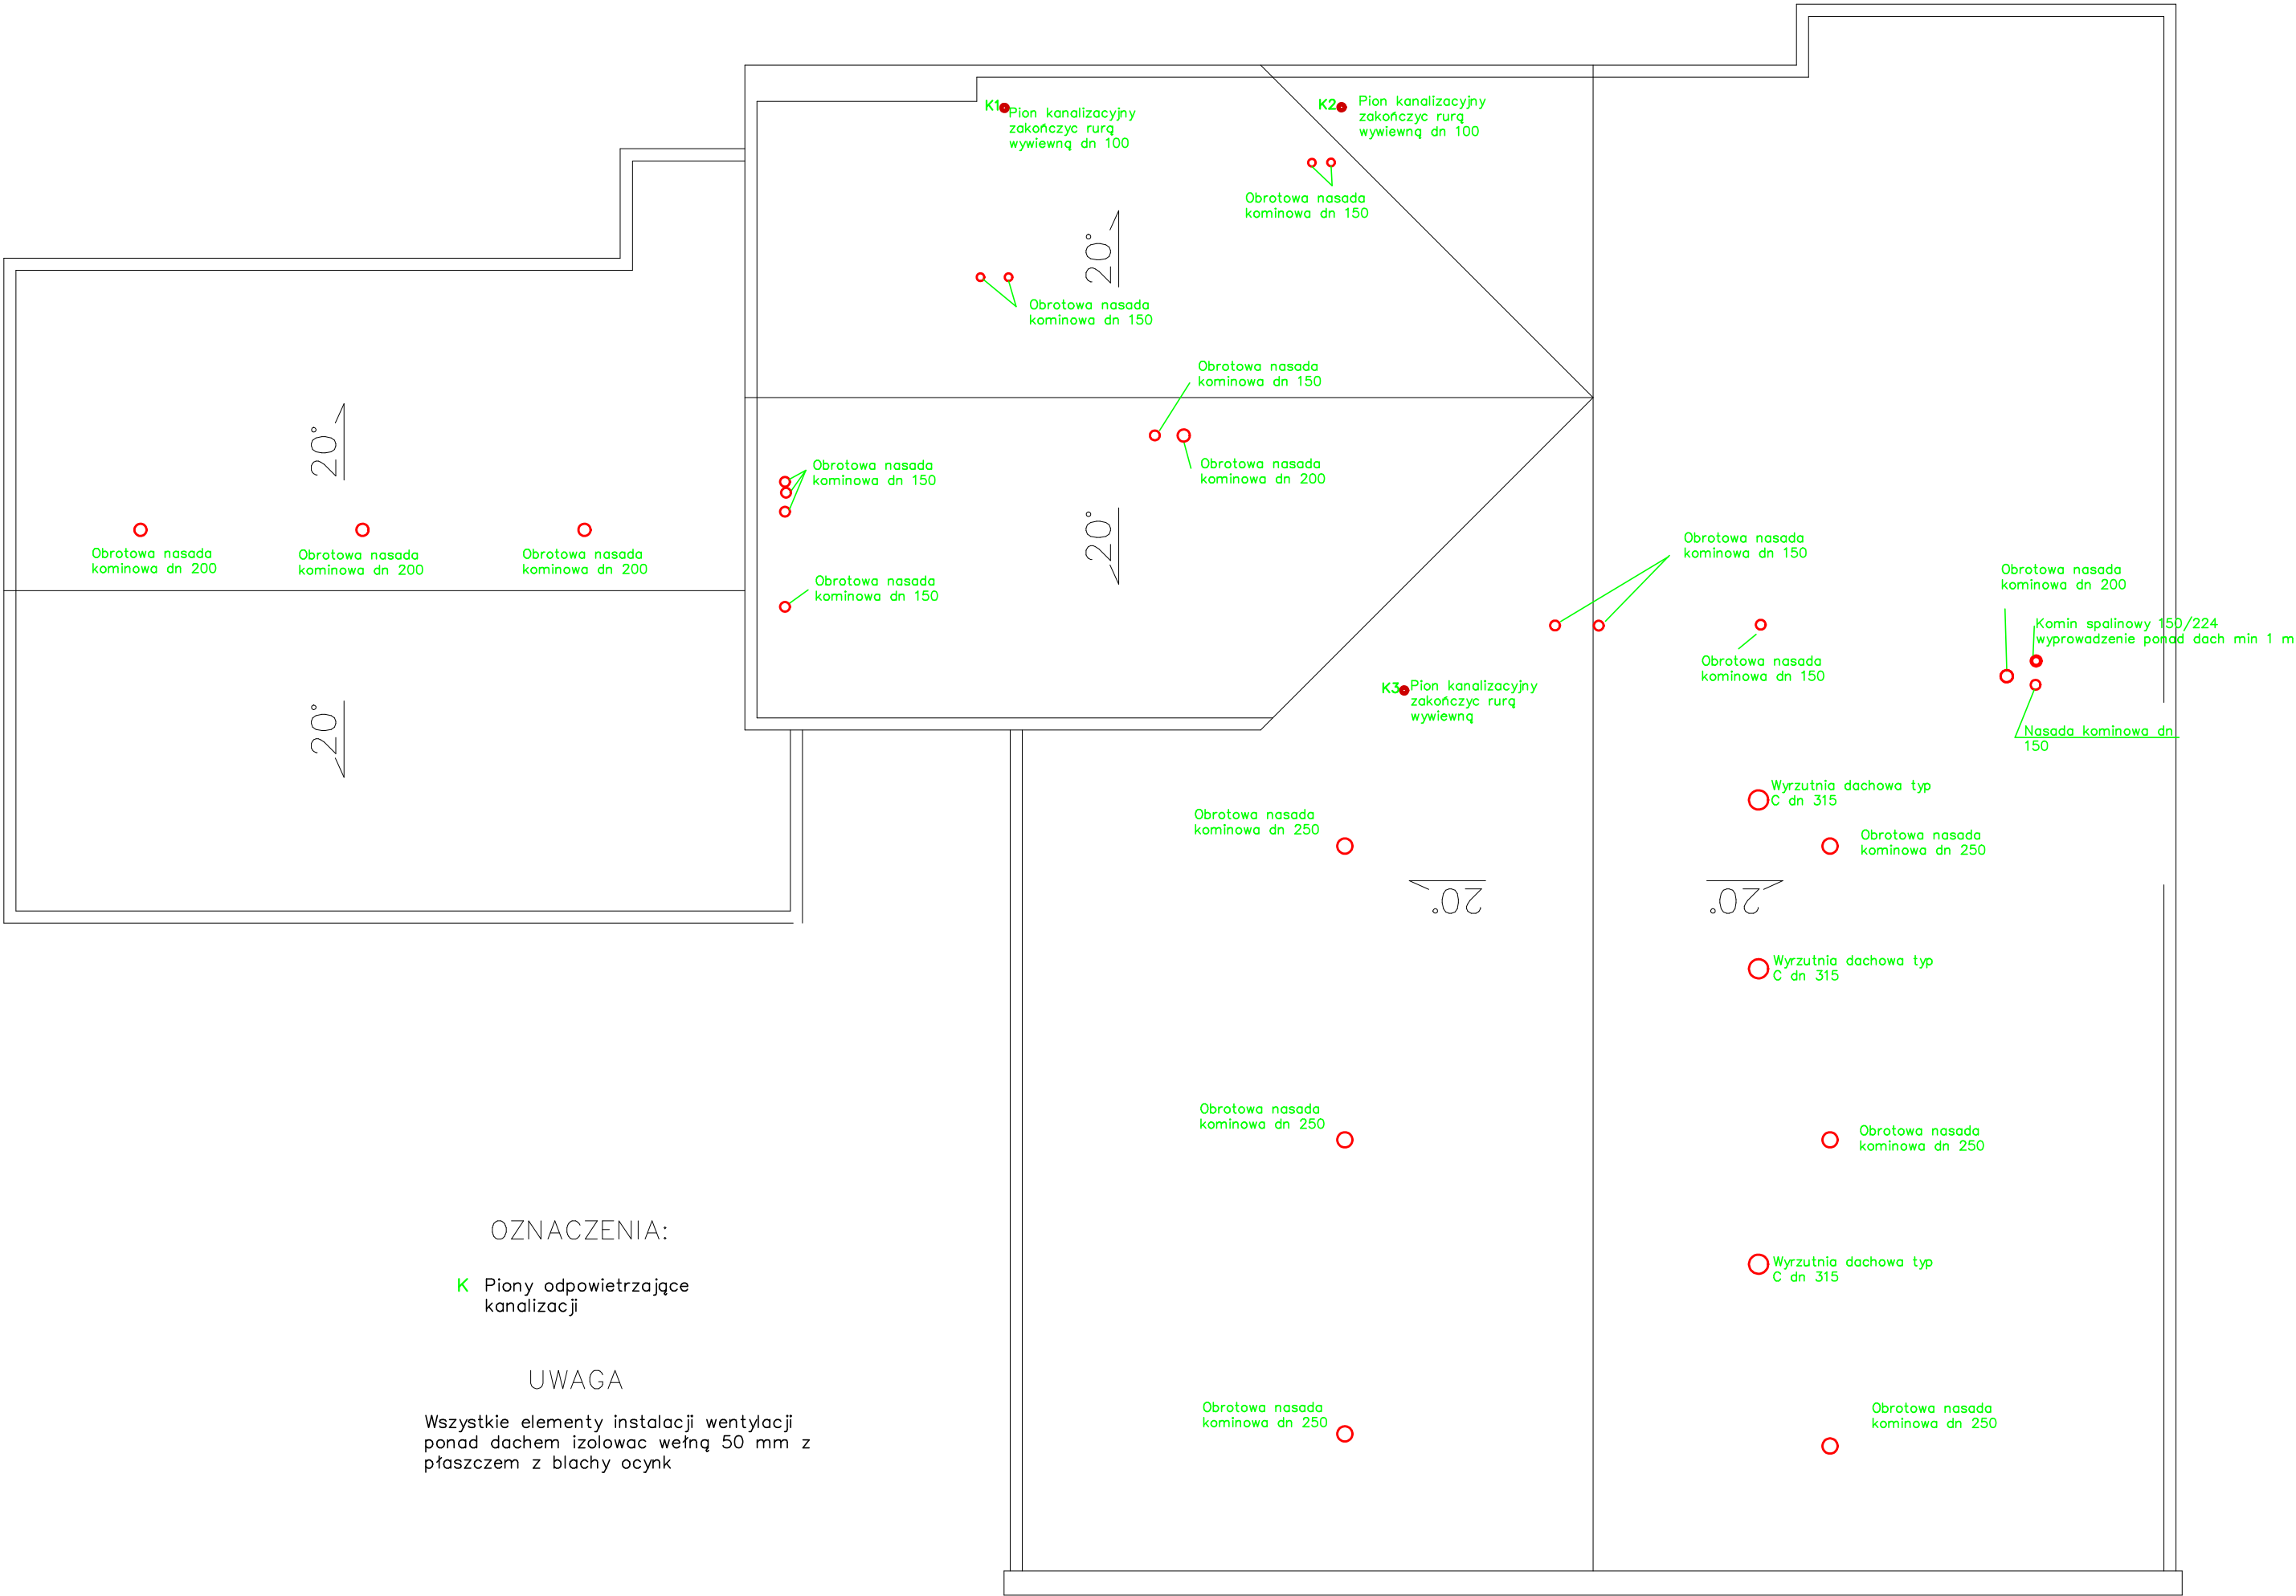 K1
Pion kanalizacyjny
zakończyc rurą
wywiewną dn 100
K2
Pion kanalizacyjny
zakończyc rurą
wywiewną dn 100
Obrotowa nasada
kominowa dn 150
20°
Obrotowa nasada
kominowa dn 150
Obrotowa nasada
kominowa dn 150
20°
Obrotowa nasada
kominowa dn 150
Obrotowa nasada
kominowa dn 200
20°
Obrotowa nasada
kominowa dn 200
Obrotowa nasada
kominowa dn 200
Obrotowa nasada
kominowa dn 200
Obrotowa nasada
kominowa dn 150
Obrotowa nasada
kominowa dn 150
Obrotowa nasada
kominowa dn 200
Komin spalinowy 150/224
wyprowadzenie ponad dach min 1 m
Obrotowa nasada
kominowa dn 150
K3
Pion kanalizacyjny
zakończyc rurą
wywiewną
20°
Nasada kominowa dn
150
Wyrzutnia dachowa typ
C dn 315
Obrotowa nasada
kominowa dn 250
Obrotowa nasada
kominowa dn 250
20°
20°
Wyrzutnia dachowa typ
C dn 315
Obrotowa nasada
kominowa dn 250
Obrotowa nasada
kominowa dn 250
Wyrzutnia dachowa typ
C dn 315
Obrotowa nasada
kominowa dn 250
Obrotowa nasada
kominowa dn 250
OZNACZENIA:
K Piony odpowietrzające
kanalizacji
UWAGA
Wszystkie elementy instalacji wentylacji
ponad dachem izolowac wełną 50 mm z
płaszczem z blachy ocynk